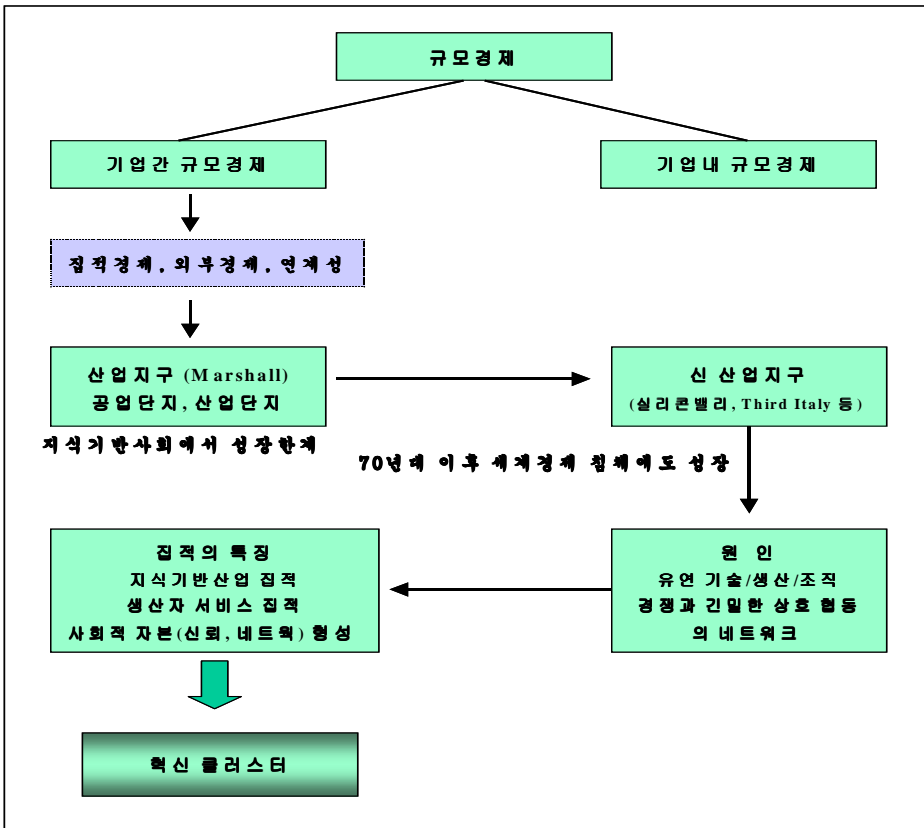 규모경제
기업간 규모경제
기업내 규모경제
집적경제, 외부경제, 연계성
산업지구 (Marshall)
공업단지, 산업단지
신 산업지구
(실리콘밸리, Third Italy 등)
지식기반사회에서 성장한계
70년대 이후 세계경제 침체에도 성장
집적의 특징
지식기반산업 집적
생산자 서비스 집적
사회적 자본(신뢰, 네트웍) 형성
원 인
유연 기술/생산/조직
경쟁과 긴밀한 상호 협동
의 네트워크
혁신 클러스터